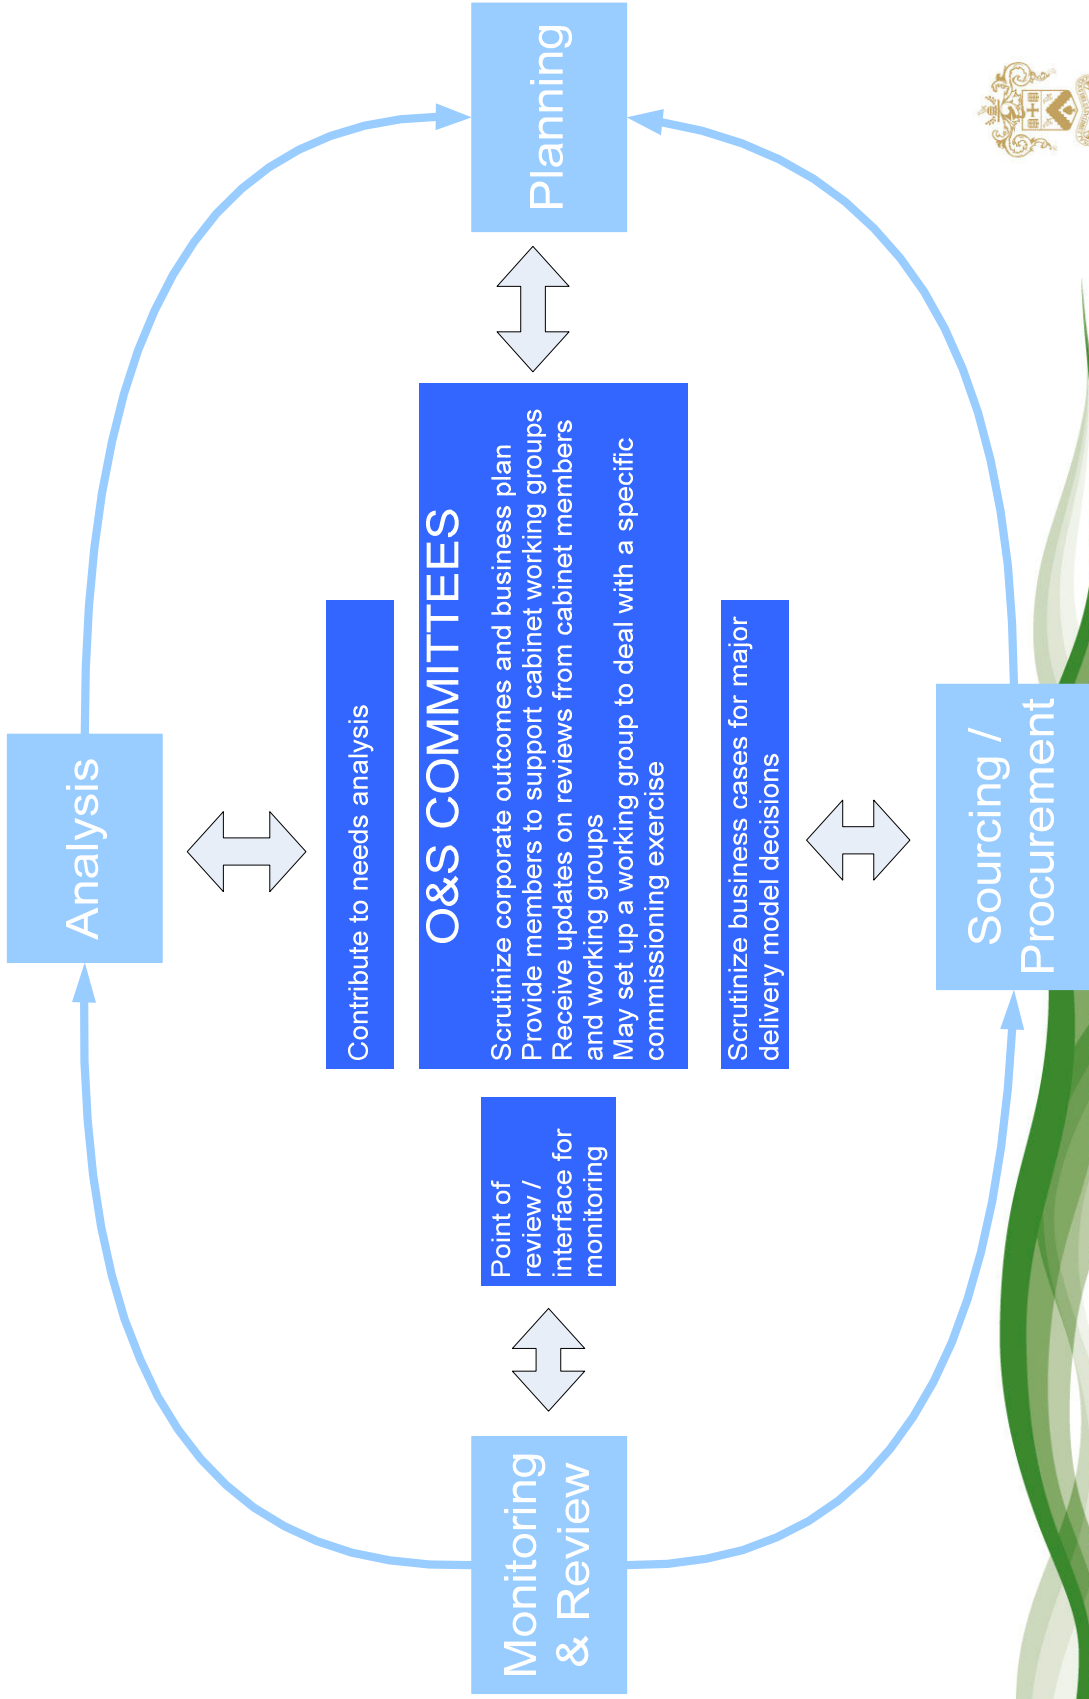 Analysis
Contribute to needs analysis
Monitoring
& Review
Point of
review /
interface for
monitoring
O&S COMMITTEES
Scrutinize corporate outcomes and business plan
Provide members to support cabinet working groups
Receive updates on reviews from cabinet members
and working groups
May set up a working group to deal with a specific
commissioning exercise
Planning
Scrutinize business cases for major
delivery model decisions
Sourcing /
Procurement